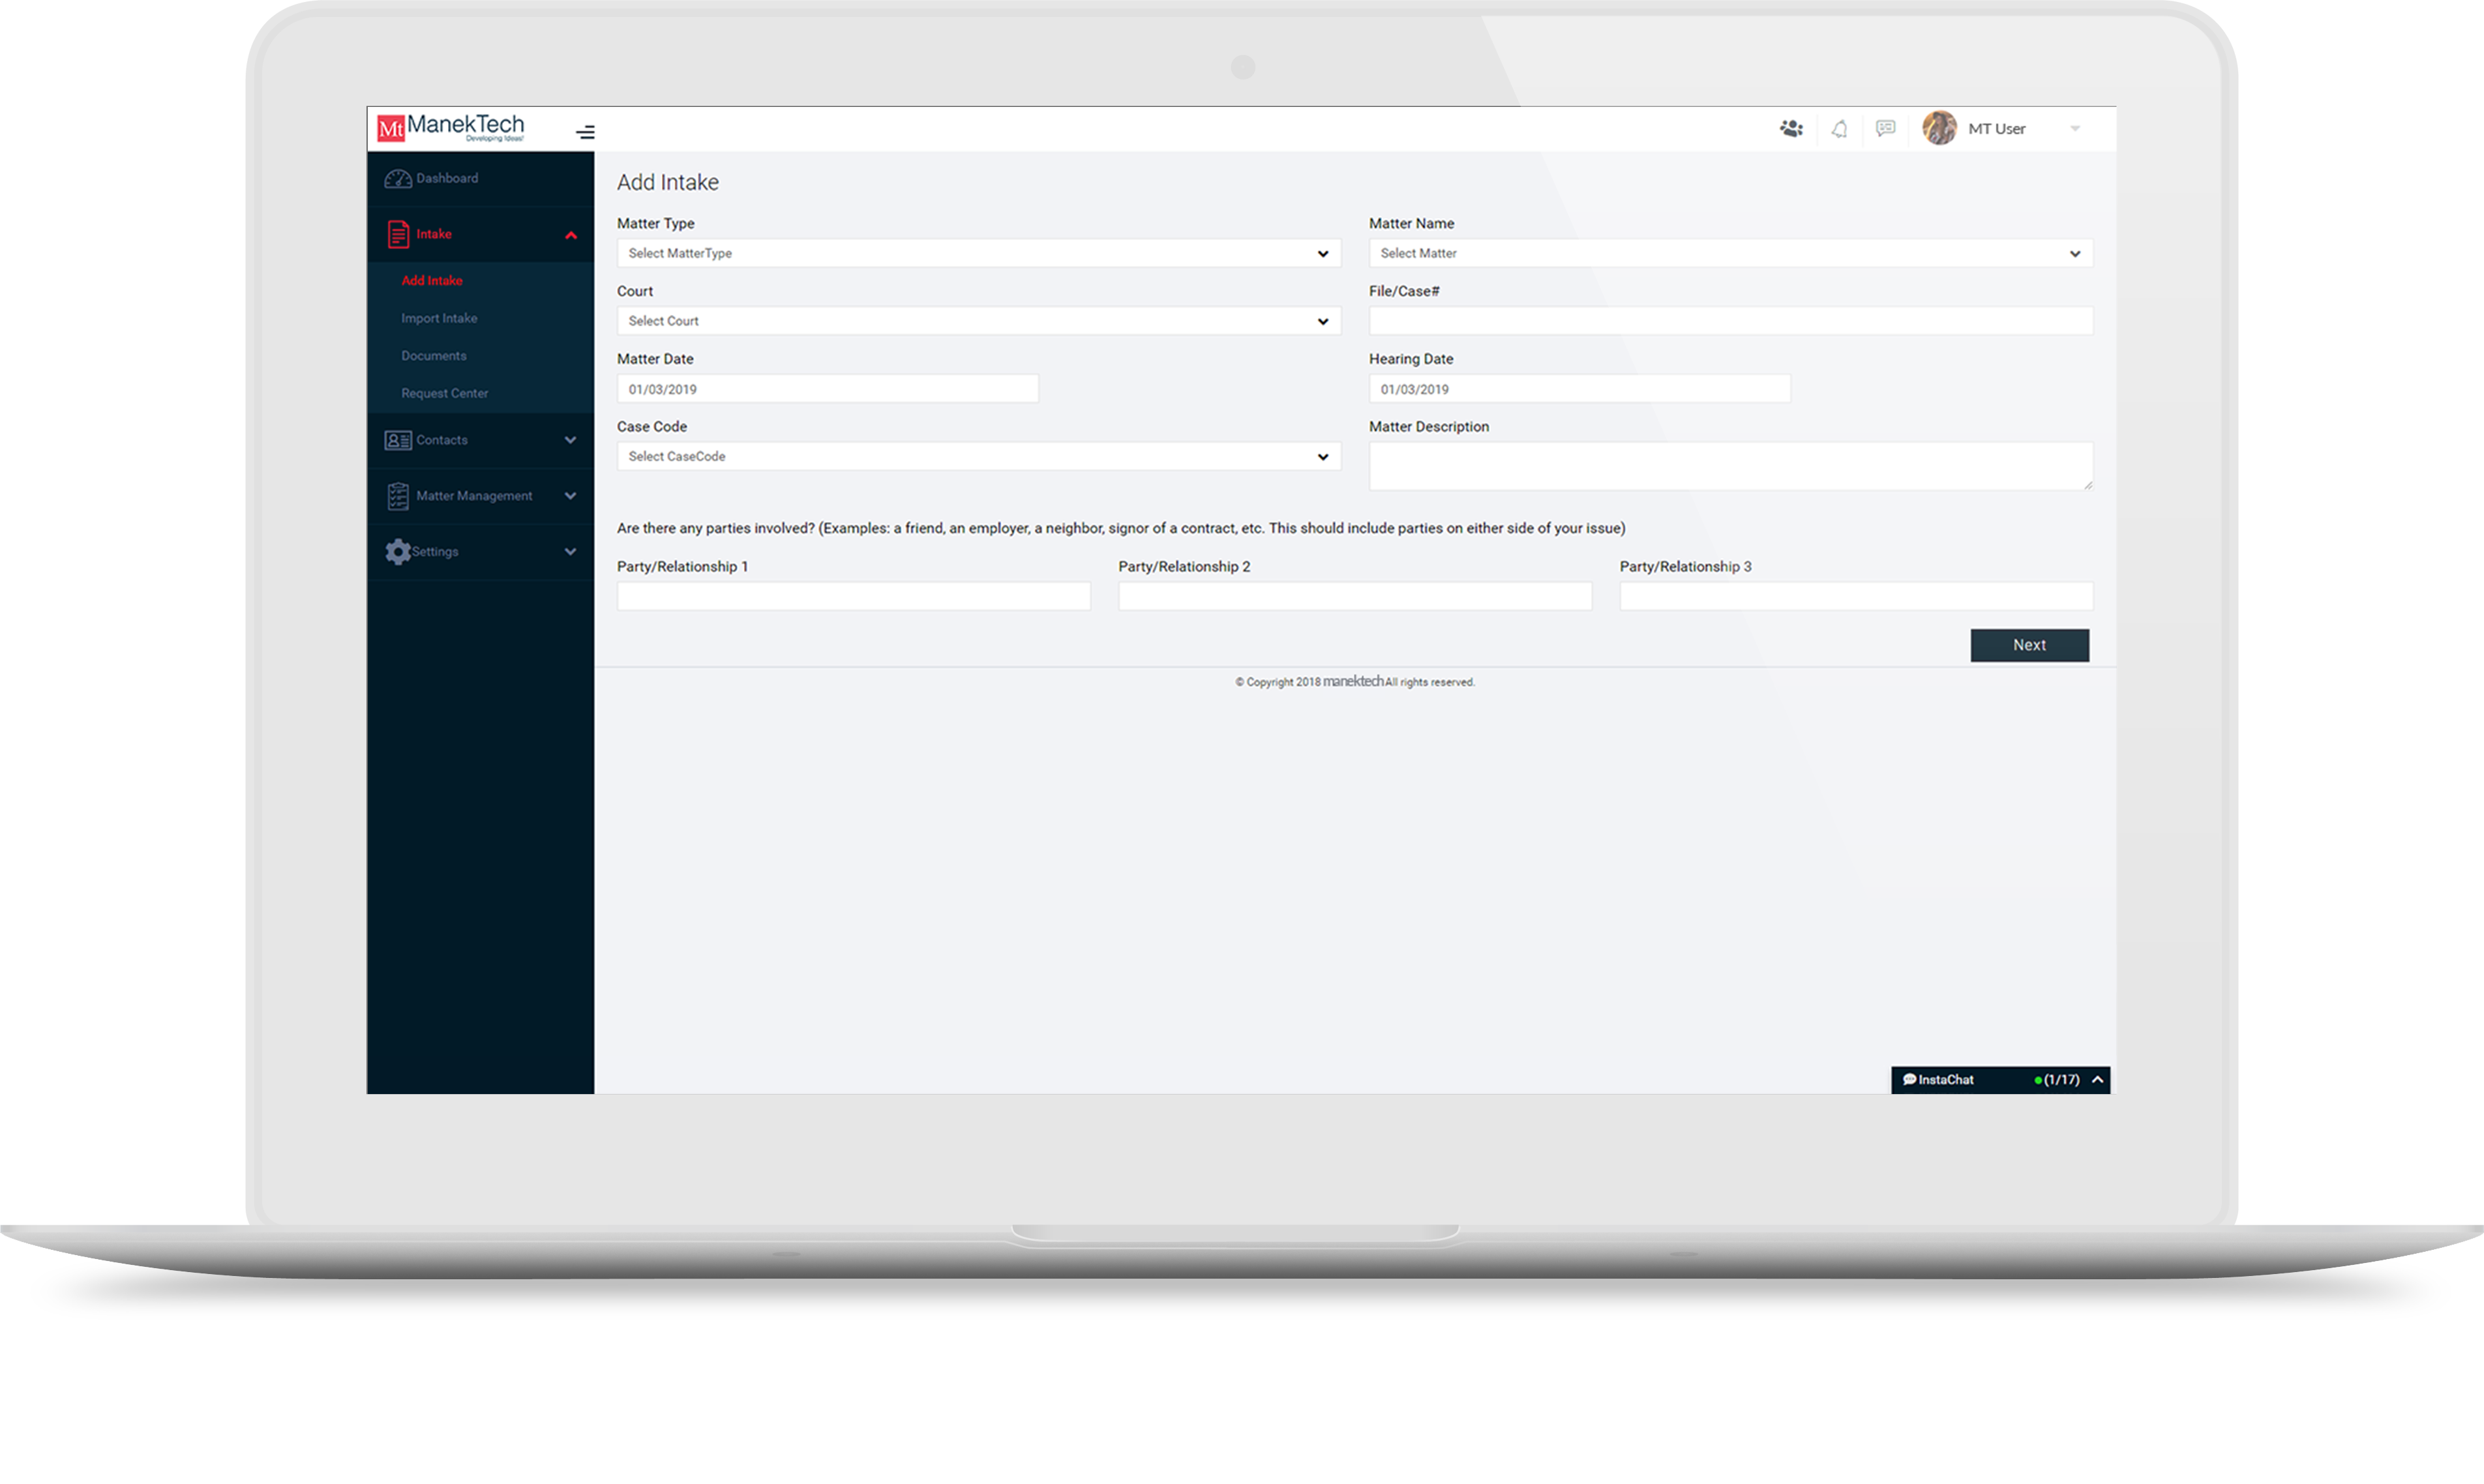 Mt ManekTech
Developing Ideas!
MT User
Dashboard
Intake
Add Intake
Import Intake
Documents
Request Center
Contacts
Matter Management
Settings
Add Intake
Matter Type
Matter Name
Select MatterType
Select Matter
Court
File/Case#
Select Court
Matter Date
Hearing Date
01/03/2019
01/03/2019
Case Code
Matter Description
Select CaseCode
Are there any parties involved? (Examples: a friend, an employer, a neighbor, signor of a contract, etc. This should include parties on either side of your issue)
Party/Relationship 1
Party/Relationship 2
Party/Relationship 3
Next
© Copyright 2018 manektech All rights reserved.
InstaChat
(1/17)